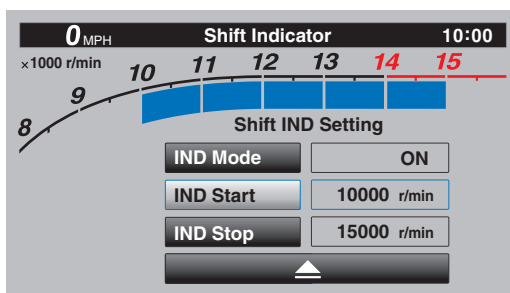 0 MPH Shift Indicator 10:00
×1000 r/min
8 9 10 11 12 13 14 15
Shift IND Setting
IND Mode ON
IND Start 10000 r/min
IND Stop 15000 r/min